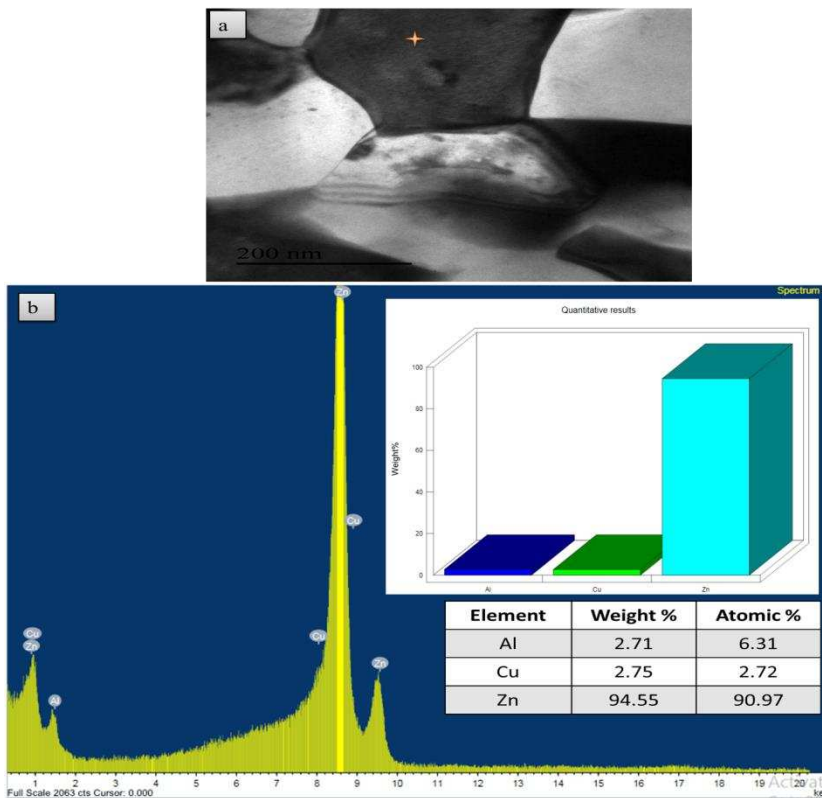 a
200 nm
b
Spectrum
Zn
Quantitative results
100
80
60
40
20
0
Weight%
Al
Cu
Zn
Cu
Cu
Zn
Al
Cu
Zn
Element Weight % Atomic %
Al 2.71 6.31
Cu 2.75 2.72
Zn 94.55 90.97
1 2 3 4 5 6 7 8 9 10 11 12 13 14 15 16 17 18 19 20
Full Scale 2063 cts Cursor: 0.000
ke
Activat